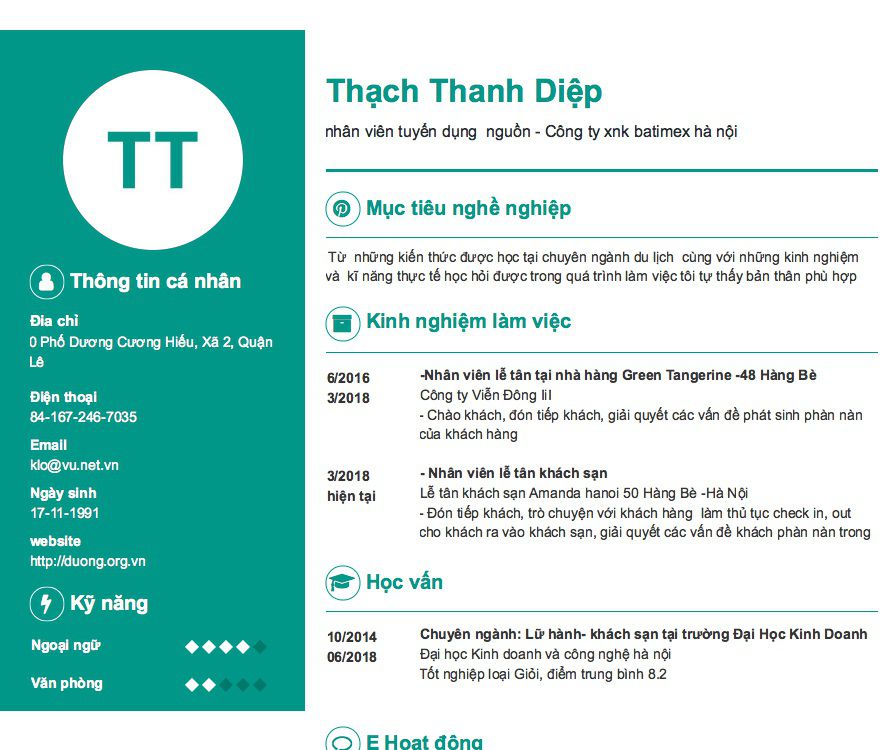 TT
Thông tin cá nhân
Đia chỉ
0 Phố Dương Cương Hiếu, Xã 2, Quận
Lê
Điện thoại
84-167-246-7035
Email
klo@vu.net.vn
Ngày sinh
17-11-1991
website
http://duong.org.vn
Kỹ năng
Ngoại ngữ
Văn phòng
Thạch Thanh Diệp
nhân viên tuyển dụng nguồn - Công ty xnk batimex hà nội
Mục tiêu nghề nghiệp
Từ những kiến thức được học tại chuyên ngành du lịch cùng với những kinh nghiệm
và kĩ năng thực tế học hỏi được trong quá trình làm việc tôi tự thấy bản thân phù hợp
Kinh nghiệm làm việc
6/2016
3/2018
-Nhân viên lễ tân tại nhà hàng Green Tangerine -48 Hàng Bè
Công ty Viễn Đông IiI
- Chào khách, đón tiếp khách, giải quyết các vấn đề phát sinh phàn nàn
của khách hàng
3/2018
hiện tại
- Nhân viên lễ tân khách sạn
Lễ tân khách sạn Amanda hanoi 50 Hàng Bè -Hà Nội
- Đón tiếp khách, trò chuyện với khách hàng làm thủ tục check in, out
cho khách ra vào khách sạn, giải quyết các vấn đề khách phàn nàn trong
Học vấn
10/2014
06/2018
Chuyên ngành: Lữ hành- khách sạn tại trường Đại Học Kinh Doanh
Đại học Kinh doanh và công nghệ hà nội
Tốt nghiệp loại Giỏi, điểm trung bình 8.2
E Hoạt động